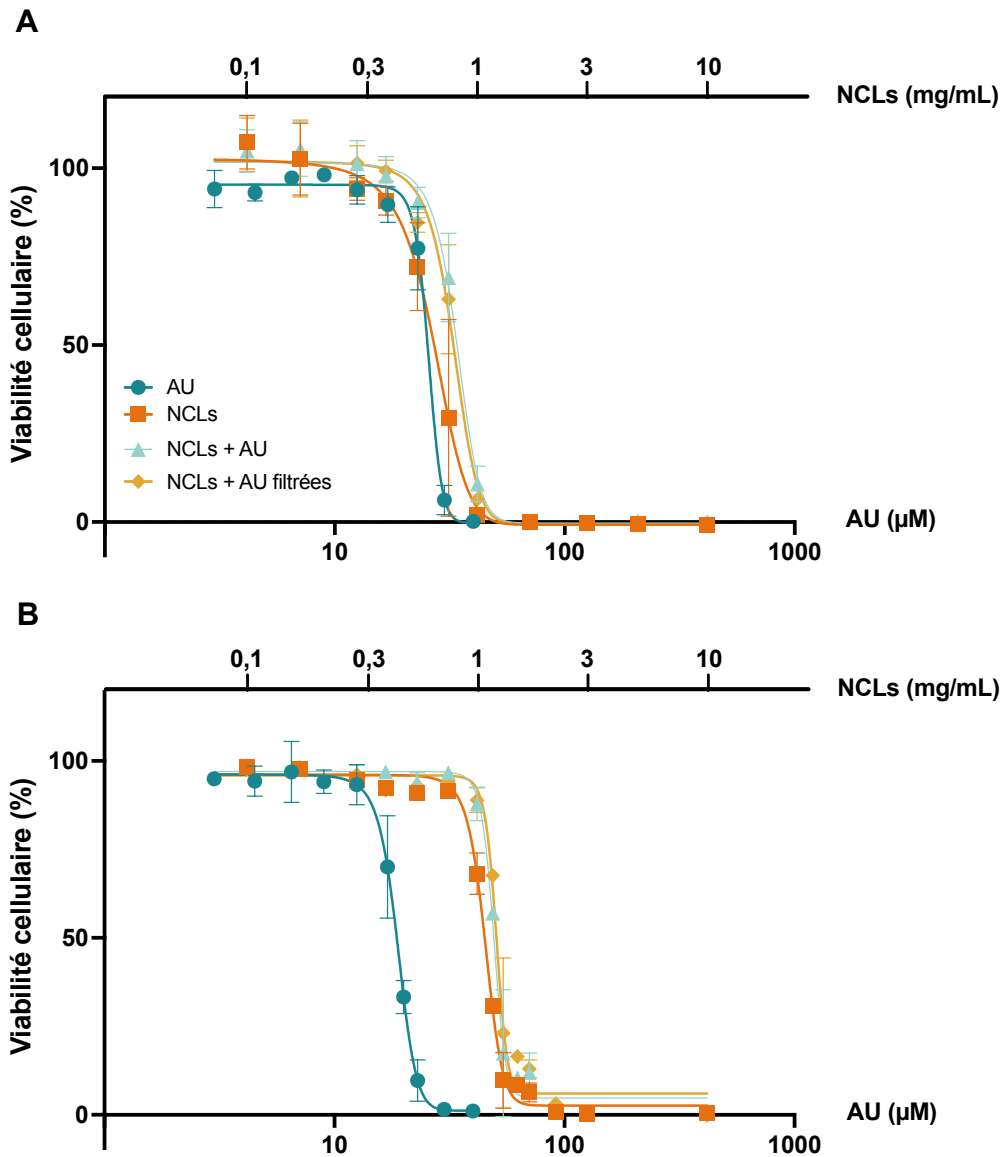 A
0,1 0,3 1 3 10
NCLs (mg/mL)
Viabilité cellulaire (%)
100
50
0
AU
NCLs
NCLs + AU
NCLs + AU filtrées
AU (µM)
10 100 1000
B
0,1 0,3 1 3 10
NCLs (mg/mL)
Viabilité cellulaire (%)
100
50
0
AU (µM)
10 100 1000